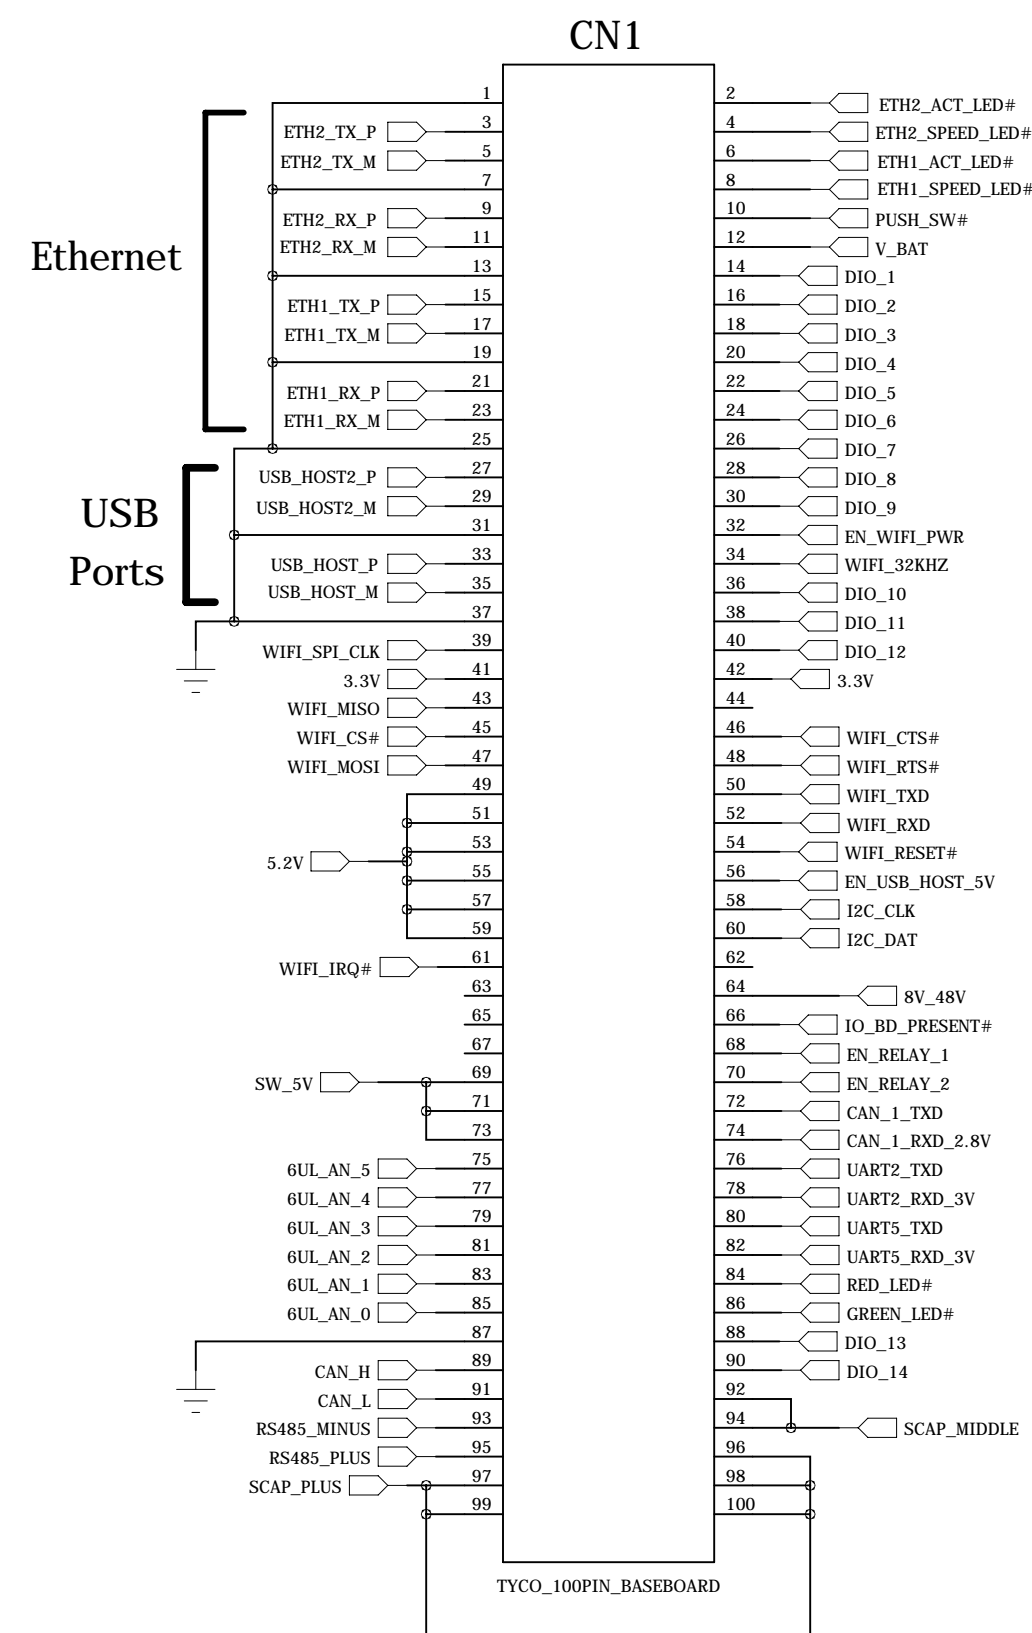 CN1
1 2 ETH2_ACT_LED#
ETH2_TX_P 3 4 ETH2_SPEED_LED#
ETH2_TX_M 5 6 ETH1_ACT_LED#
7 8 ETH1_SPEED_LED#
ETH2_RX_P 9 10 PUSH_SW#
Ethernet ETH2_RX_M 11 12 V_BAT
13 14 DIO_1
ETH1_TX_P 15 16 DIO_2
ETH1_TX_M 17 18 DIO_3
19 20 DIO_4
ETH1_RX_P 21 22 DIO_5
ETH1_RX_M 23 24 DIO_6
25 26 DIO_7
USB_HOST2_P 27 28 DIO_8
USB USB_HOST2_M 29 30 DIO_9
31 32 EN_WIFI_PWR
Ports USB_HOST_P 33 34 WIFI_32KHZ
USB_HOST_M 35 36 DIO_10
37 38 DIO_11
WIFI_SPI_CLK 39 40 DIO_12
3.3V 41 42 3.3V
WIFI_MISO 43 44
WIFI_CS# 45 46 WIFI_CTS#
WIFI_MOSI 47 48 WIFI_RTS#
49 50 WIFI_TXD
51 52 WIFI_RXD
53 54 WIFI_RESET#
5.2V 55 56 EN_USB_HOST_5V
57 58 I2C_CLK
59 60 I2C_DAT
WIFI_IRQ# 61 62
63 64 8V_48V
65 66 IO_BD_PRESENT#
67 68 EN_RELAY_1
SW_5V 69 70 EN_RELAY_2
71 72 CAN_1_TXD
73 74 CAN_1_RXD_2.8V
6UL_AN_5 75 76 UART2_TXD
6UL_AN_4 77 78 UART2_RXD_3V
6UL_AN_3 79 80 UART5_TXD
6UL_AN_2 81 82 UART5_RXD_3V
6UL_AN_1 83 84 RED_LED#
6UL_AN_0 85 86 GREEN_LED#
87 88 DIO_13
CAN_H 89 90 DIO_14
CAN_L 91 92
RS485_MINUS 93 94 SCAP_MIDDLE
RS485_PLUS 95 96
SCAP_PLUS 97 98
99 100
TYCO_100PIN_BASEBOARD